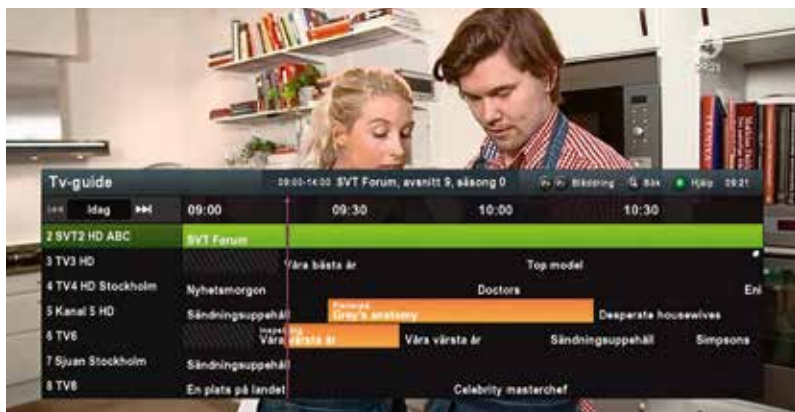 Tv-guide 09:00-14:00 SVT Forum, avsnitt 9, säsong 0 Bläddring Sök Hjälp 09:21
Idag 09:00 09:30 10:00 10:30
2 SVT2 HD ABC SVT Forum
3 TV3 HD Våra bästa år Top model
4 TV4 HD Stockholm Nyhetsmorgon Doctors Enl
5 Kanal 5 HD Sändningsuppehåll Grey's anatomy Desperate housewives
6 TV6 Våra värsta år Våra värsta år Sändningsuppehåll Simpsons
7 Sjuan Stockholm Sändningsuppehåll
8 TV8 En plats på landet Celebrity masterchef